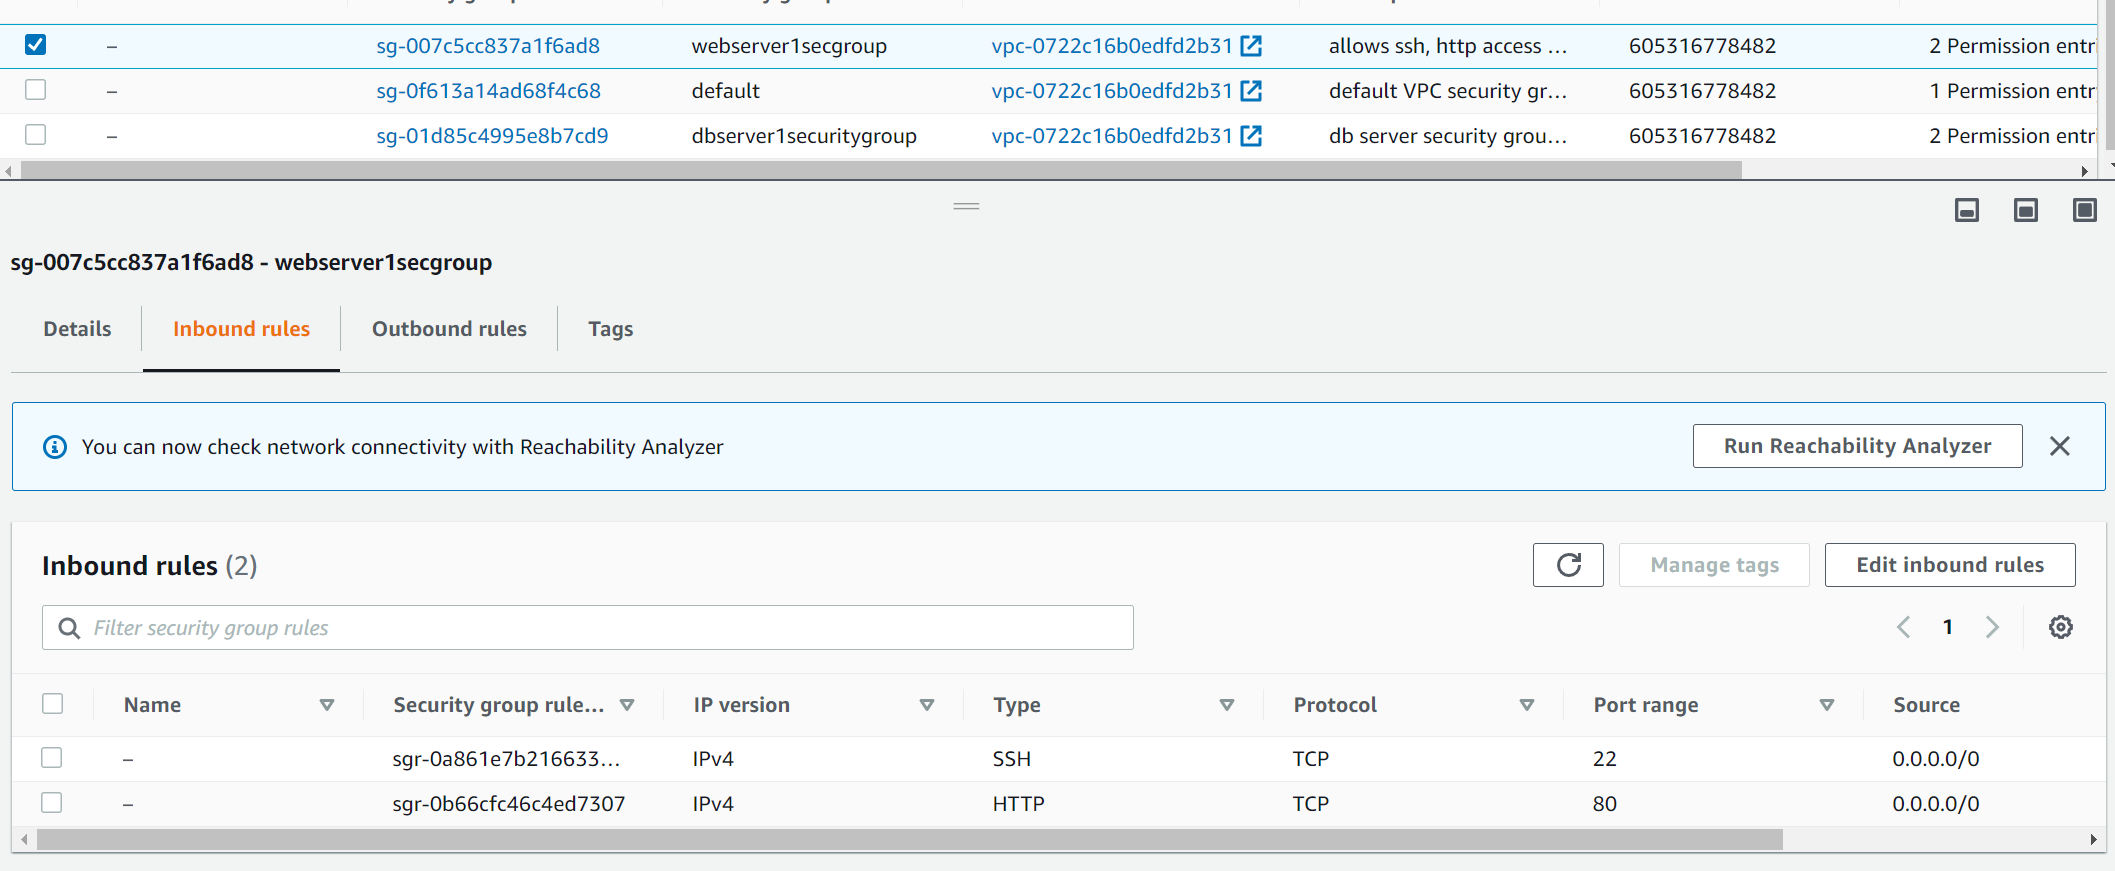 – sg-007c5cc837a1f6ad8 webserver1secgroup vpc-0722c16b0edfd2b31 allows ssh, http access ... 605316778482 2 Permission entri
– sg-0f613a14ad68f4c68 default vpc-0722c16b0edfd2b31 default VPC security gr... 605316778482 1 Permission entr
– sg-01d85c4995e8b7cd9 dbserver1securitygroup vpc-0722c16b0edfd2b31 db server security grou... 605316778482 2 Permission entri
sg-007c5cc837a1f6ad8 - webserver1secgroup
Details Inbound rules Outbound rules Tags
You can now check network connectivity with Reachability Analyzer Run Reachability Analyzer
Inbound rules (2) Manage tags Edit inbound rules
Filter security group rules 1
Name Security group rule... IP version Type Protocol Port range Source
– sgr-0a861e7b216633... IPv4 SSH TCP 22 0.0.0.0/0
– sgr-0b66cfc46c4ed7307 IPv4 HTTP TCP 80 0.0.0.0/0